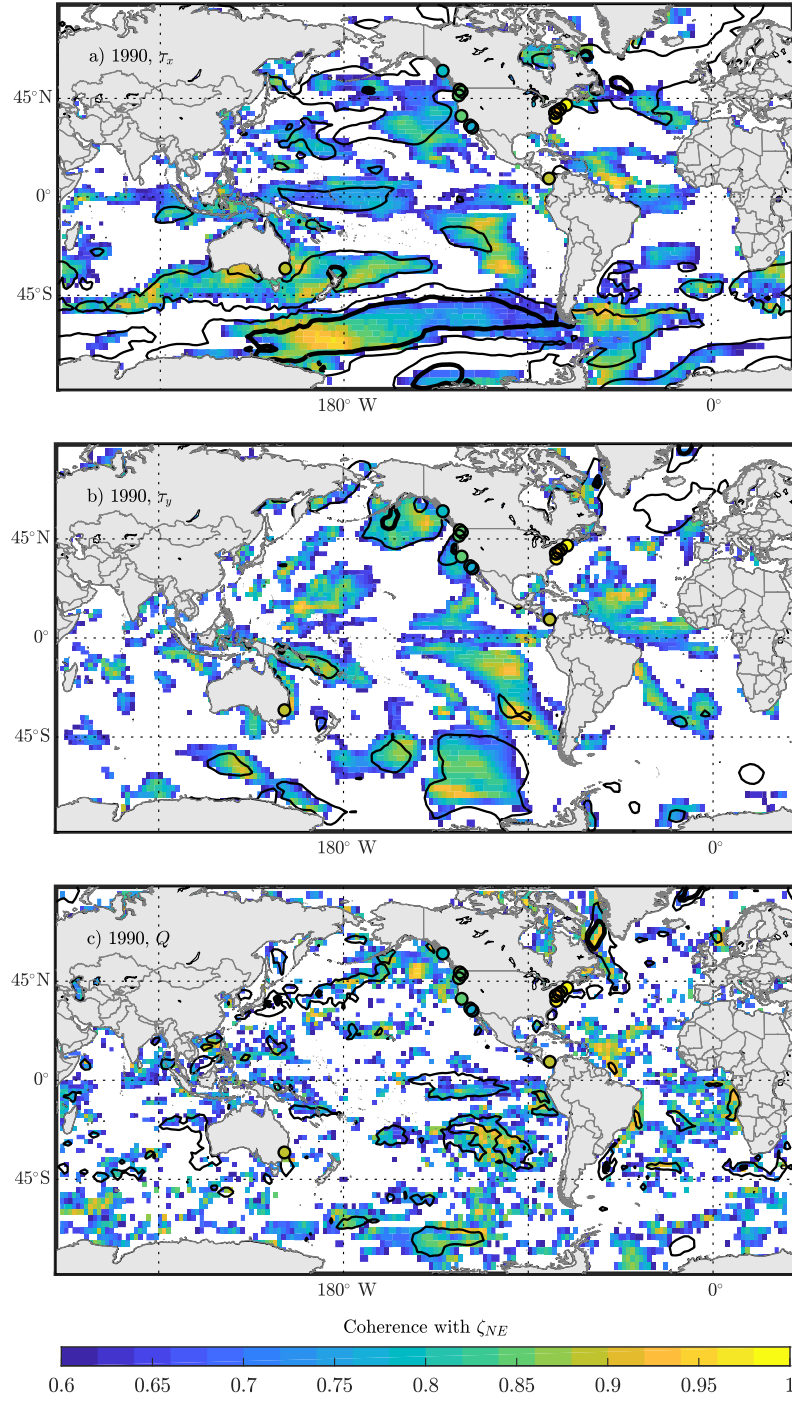 a) 1990, τx
45°N
0°
45°S
180° W
0°
b) 1990, τy
45°N
0°
45°S
180° W
0°
c) 1990, Q
45°N
0°
45°S
180° W
0°
Coherence with ζNE
0.6 0.65 0.7 0.75 0.8 0.85 0.9 0.95 1